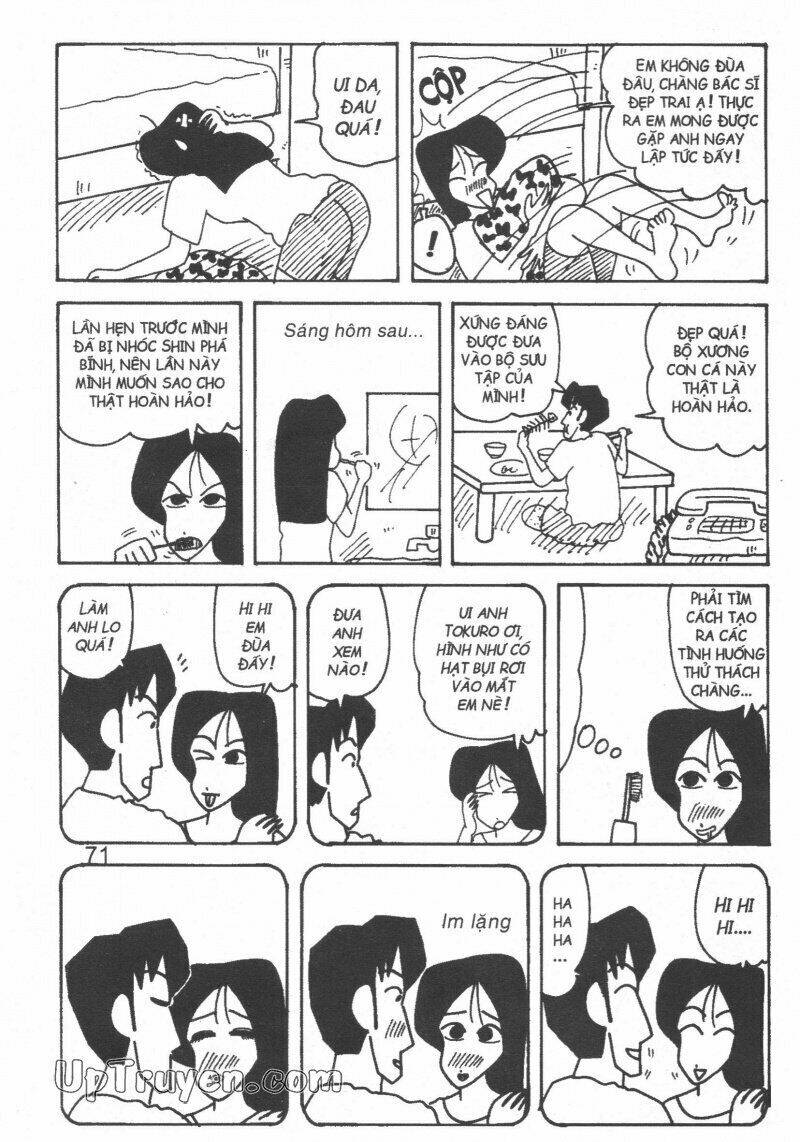 EM KHÔNG ĐÙA
ĐÂU, CHÀNG BÁC SĨ
ĐẸP TRAI Ạ! THỰC
RA EM MONG ĐƯỢC
GẶP ANH NGAY
LẬP TỨC ĐẤY!
CỘP
!
UI DA,
ĐAU
QUÁ!
ĐẸP QUÁ!
BỘ XƯƠNG
CON CÁ NÀY
THẬT LÀ
HOÀN HẢO.
XỨNG ĐÁNG
ĐƯỢC ĐƯA
VÀO BỘ SƯU
TẬP CỦA
MÌNH!
Sáng hôm sau...
LẦN HẸN TRƯỚC MÌNH
ĐÃ BỊ NHÓC SHIN PHÁ
BĨNH, NÊN LẦN NÀY
MÌNH MUỐN SAO CHO
THẬT HOÀN HẢO!
PHẢI TÌM
CÁCH TẠO
RA CÁC
TÌNH HUỐNG
THỬ THÁCH
CHÀNG...
UI ANH
TOKURO ƠI,
HÌNH NHƯ CÓ
HẠT BỤI RƠI
VÀO MẮT
EM NÈ!
ĐƯA
ANH
XEM
NÀO!
HI HI
EM
ĐÙA
ĐẤY!
LÀM
ANH LO
QUÁ!
71
HI HI
HI....
HA
HA
HA
...
Im lặng
UpTruyen.com